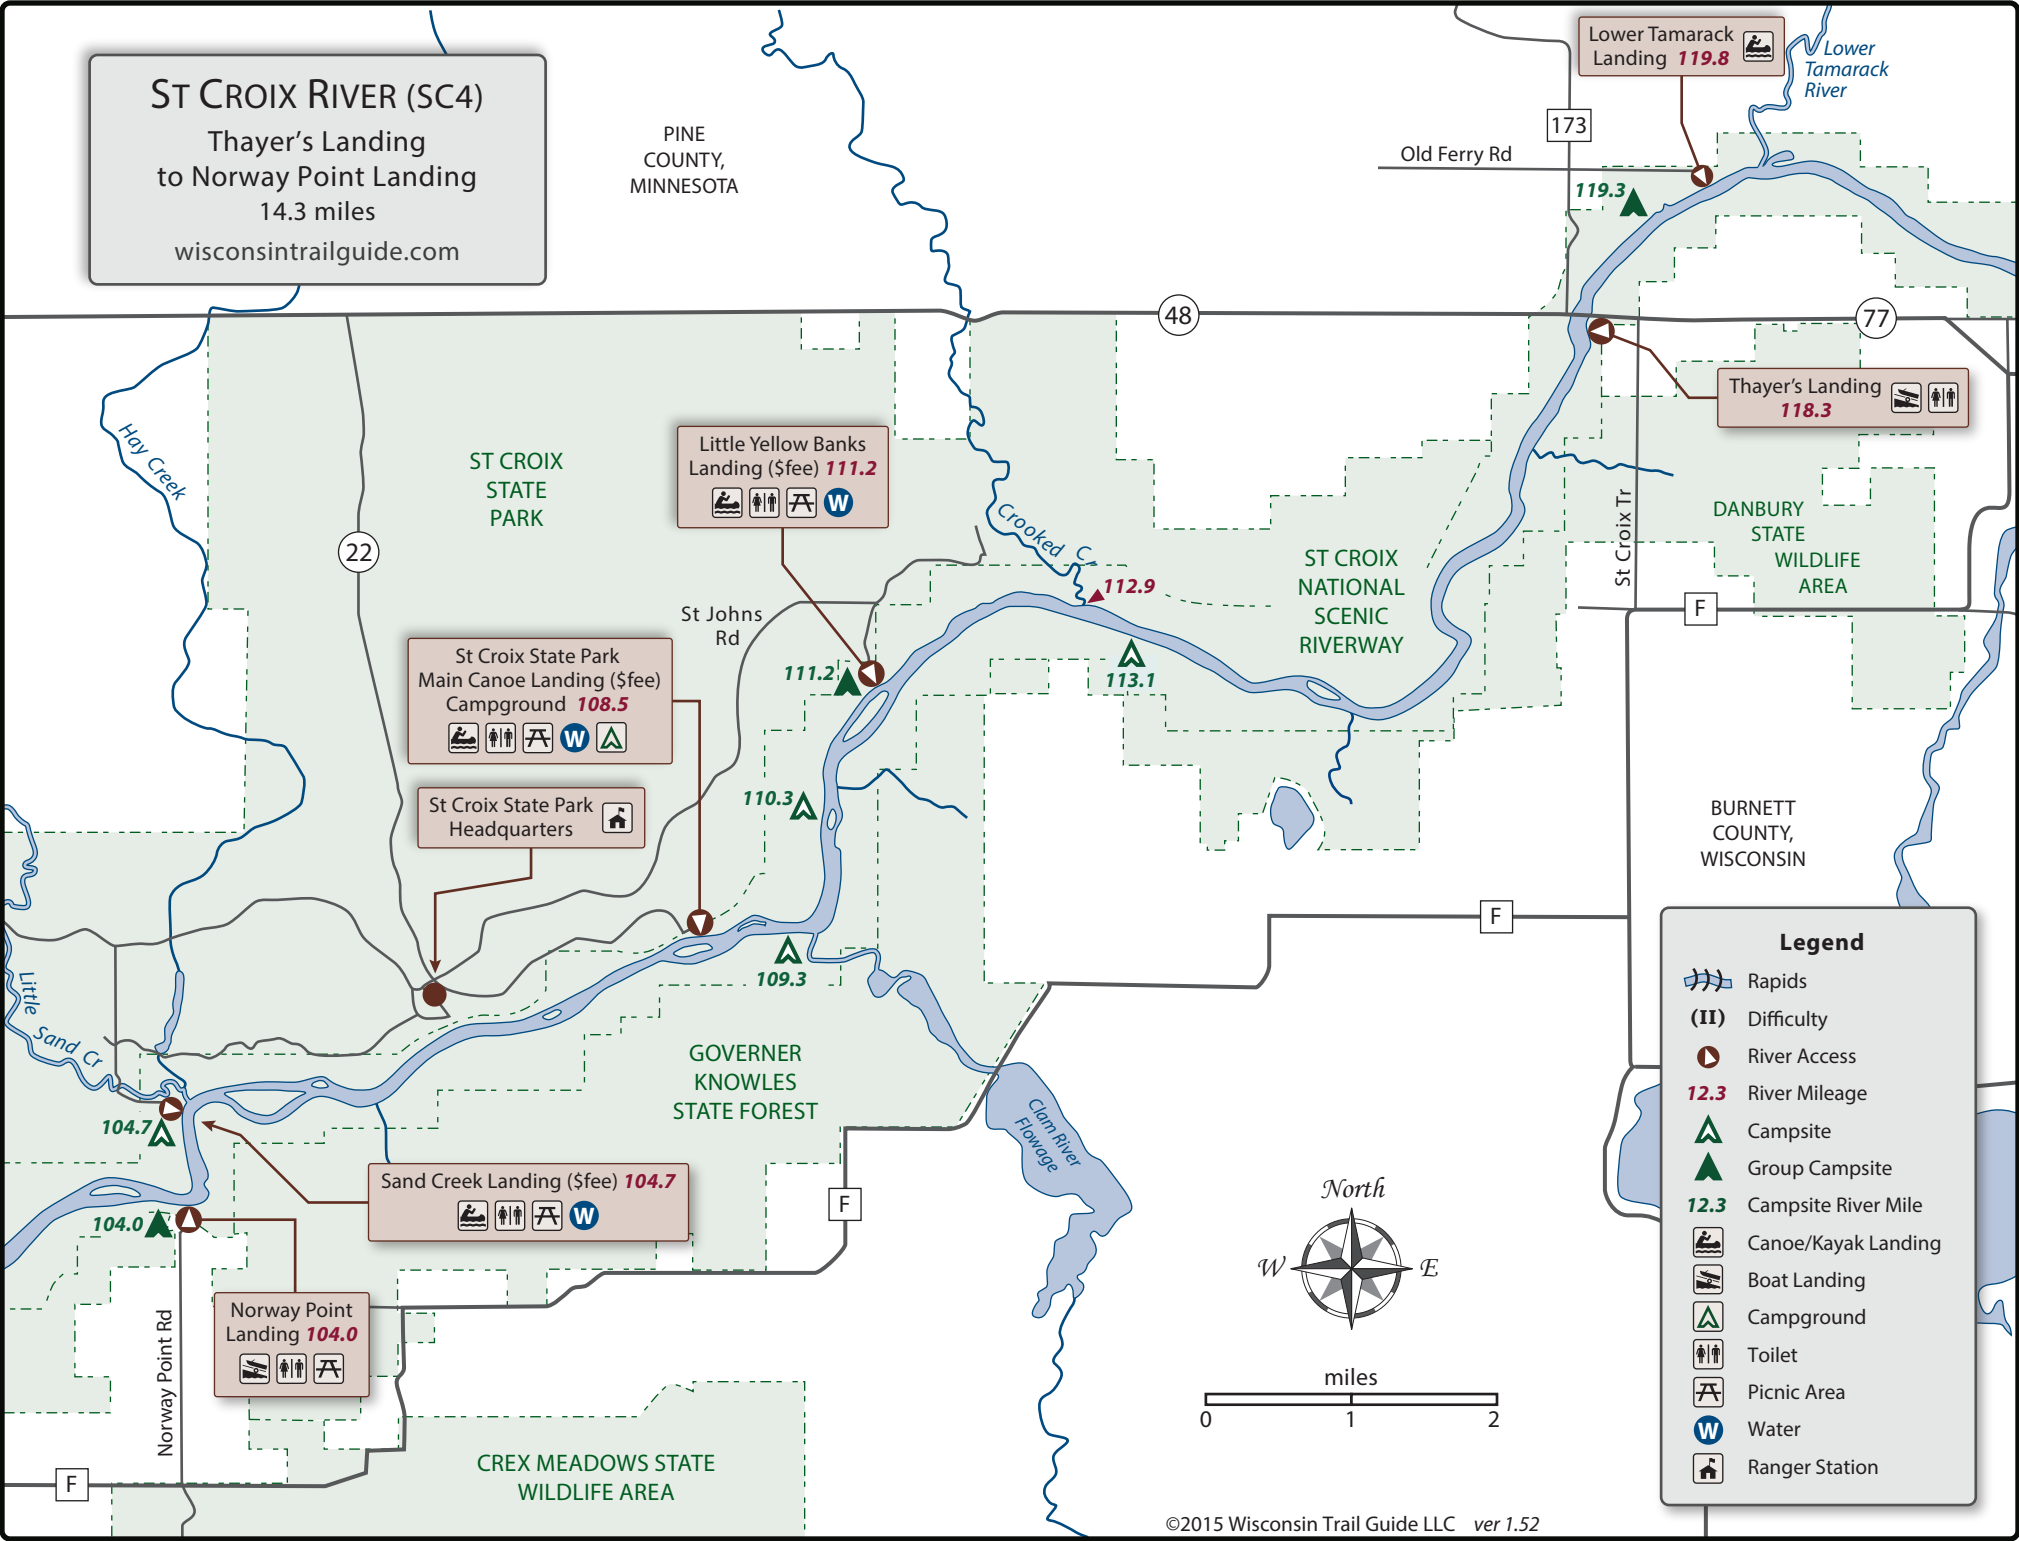 ST CROIX RIVER (SC4)
Thayer's Landing
to Norway Point Landing
14.3 miles
wisconsintrailguide.com
PINE
COUNTY,
MINNESOTA
Lower Tamarack
Landing 119.8
Lower
Tamarack
River
173
Old Ferry Rd
119.3
48
77
Thayer's Landing
118.3
Hay Creek
ST CROIX
STATE
PARK
Little Yellow Banks
Landing ($fee) 111.2
W
22
Crooked C
112.9
ST CROIX
NATIONAL
SCENIC
RIVERWAY
St Croix Tr
DANBURY
STATE
WILDLIFE
AREA
F
St Johns
Rd
St Croix State Park
Main Canoe Landing ($fee)
Campground 108.5
W
111.2
113.1
110.3
St Croix State Park
Headquarters
BURNETT
COUNTY,
WISCONSIN
F
109.3
Little
Sand Cr
GOVERNER
KNOWLES
STATE FOREST
Clam River
Flowage
104.7
Sand Creek Landing ($fee) 104.7
W
F
104.0
Norway Point
Landing 104.0
Norway Point Rd
F
CREX MEADOWS STATE
WILDLIFE AREA
North
W
E
miles
0 1 2
Legend
Rapids
(II) Difficulty
River Access
12.3 River Mileage
Campsite
Group Campsite
12.3 Campsite River Mile
Canoe/Kayak Landing
Boat Landing
Campground
Toilet
Picnic Area
W Water
Ranger Station
©2015 Wisconsin Trail Guide LLC ver 1.52